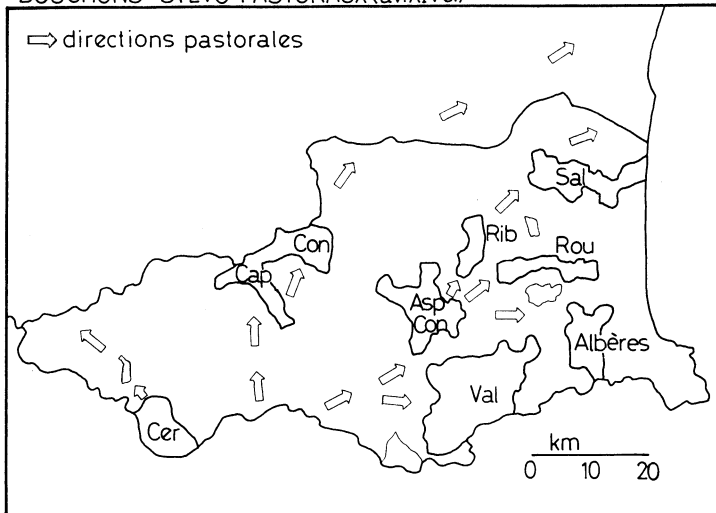 directions pastorales
Sal
Con
Rib
Rou
Cap
Asp
Con
Albères
Val
Cer
km
0 10 20